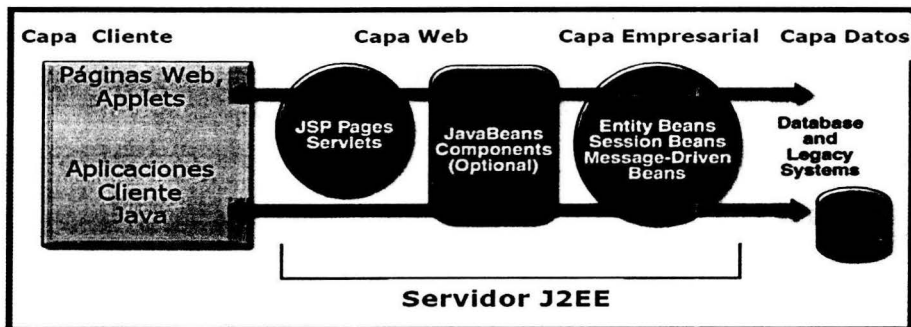 Capa Cliente
Capa Web
Capa Empresarial
Capa Datos
Páginas Web,
Applets
Aplicaciones
Cliente
Java
JSP Pages
Servlets
JavaBeans
Components
(Optional)
Entity Beans
Session Beans
Message-Driven
Beans
Database
and
Legacy
Systems
Servidor J2EE